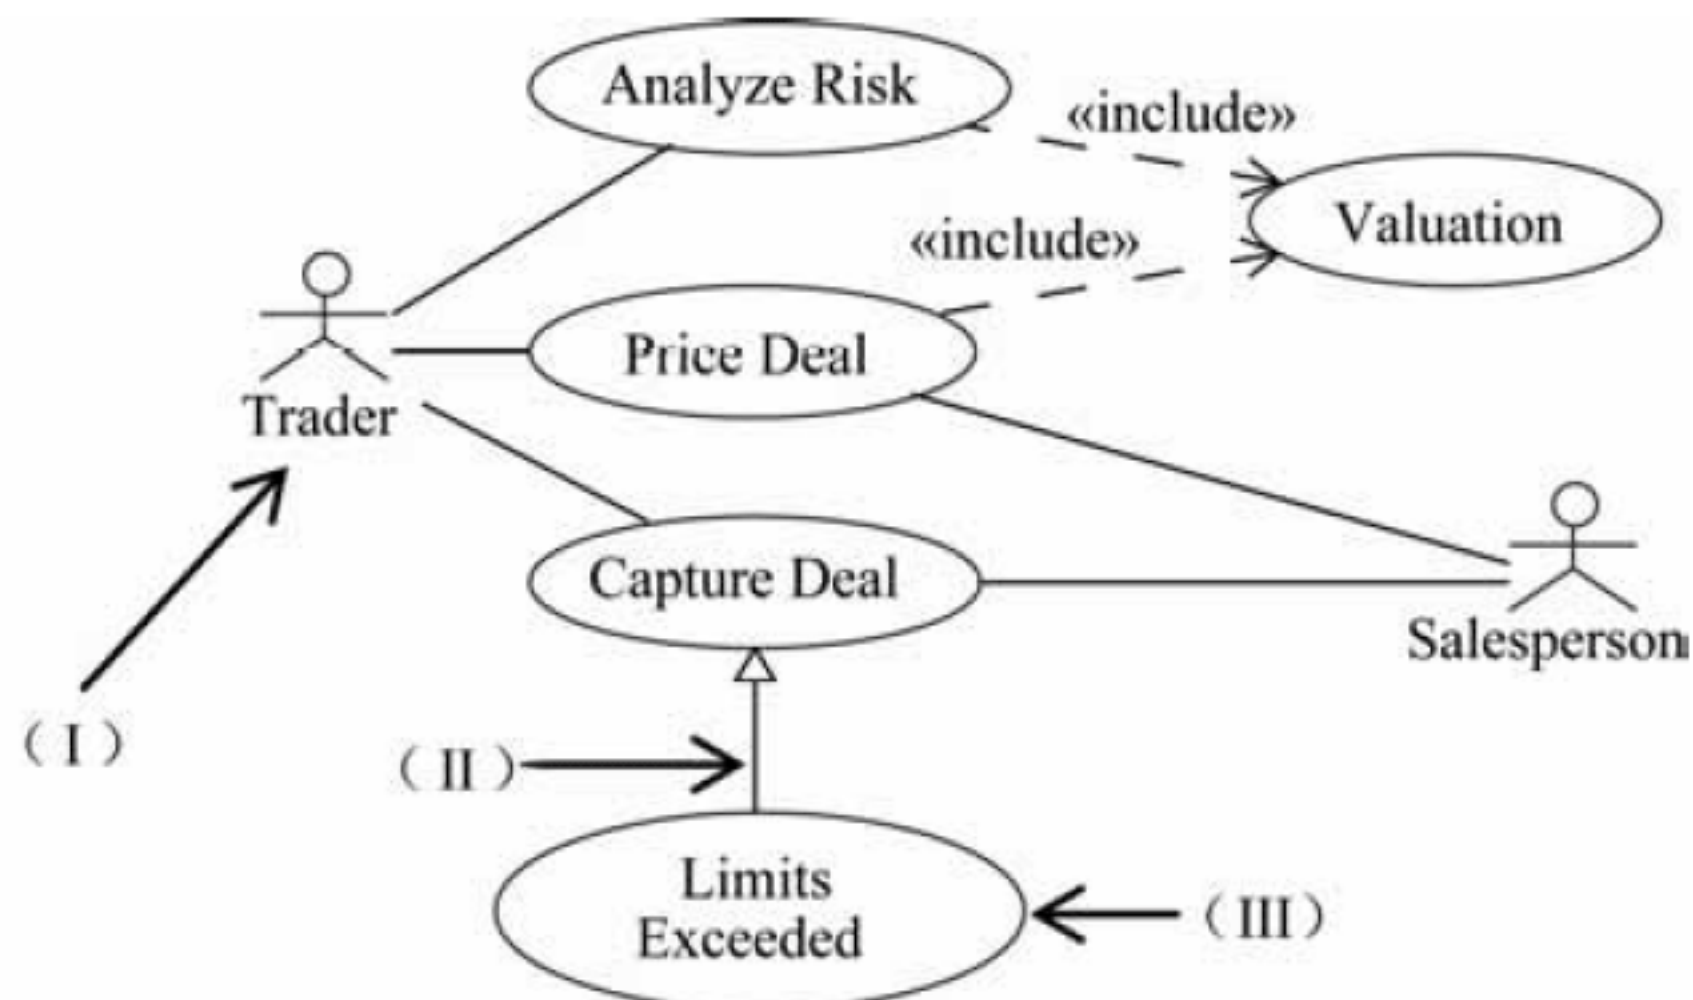 Analyze Risk
«include»
Valuation
«include»
Price Deal
Trader
Capture Deal
Salesperson
（I）
（II）
Limits
Exceeded
（III）